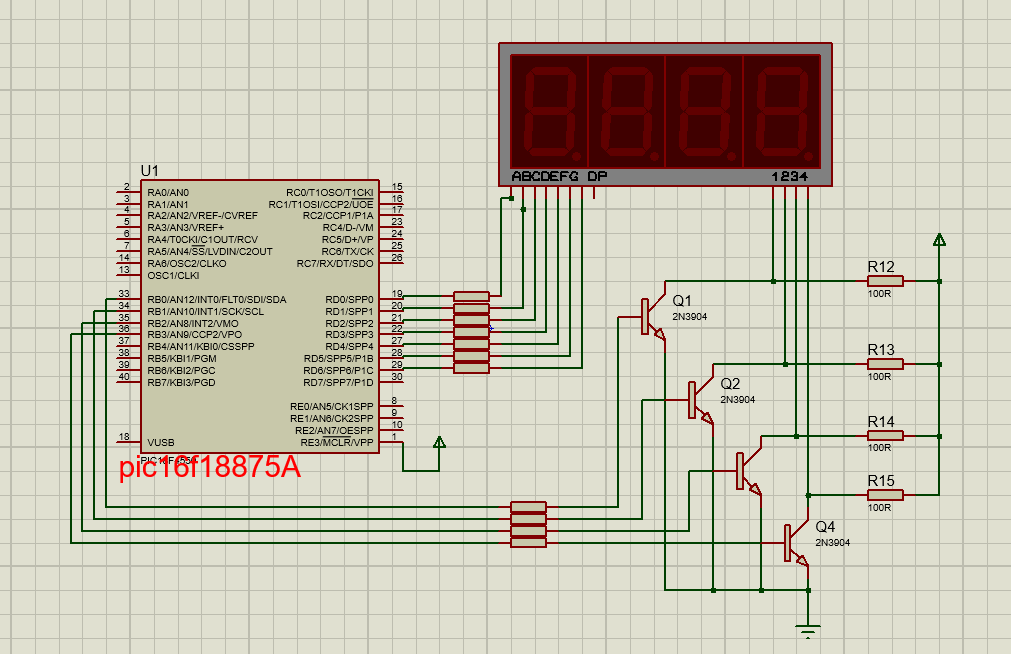 ABCDEFG DP
1234
U1
2
RA0/AN0
3
RA1/AN1
4
RA2/AN2/VREF-/CVREF
5
RA3/AN3/VREF+
6
RA4/T0CKI/C1OUT/RCV
7
RA5/AN4/SS/LVDIN/C2OUT
14
RA6/OSC2/CLKO
13
OSC1/CLKI
33
RB0/AN12/INT0/FLT0/SDI/SDA
34
RB1/AN10/INT1/SCK/SCL
35
RB2/AN8/INT2/VMO
36
RB3/AN9/CCP2/VPO
37
RB4/AN11/KBI0/CSSPP
38
RB5/KBI1/PGM
39
RB6/KBI2/PGC
40
RB7/KBI3/PGD
18
VUSB
RC0/T1OSO/T1CKI
15
RC1/T1OSI/CCP2/UOE
16
RC2/CCP1/P1A
17
RC4/D-/VM
23
RC5/D+/VP
24
RC6/TX/CK
25
RC7/RX/DT/SDO
26
RD0/SPP0
19
RD1/SPP1
20
RD2/SPP2
21
RD3/SPP3
22
RD4/SPP4
27
RD5/SPP5/P1B
28
RD6/SPP6/P1C
29
RD7/SPP7/P1D
30
RE0/AN5/CK1SPP
8
RE1/AN6/CK2SPP
9
RE2/AN7/OESPP
10
RE3/MCLR/VPP
1
pic16f18875A
Q1
2N3904
Q2
2N3904
Q4
2N3904
R12
100R
R13
100R
R14
100R
R15
100R